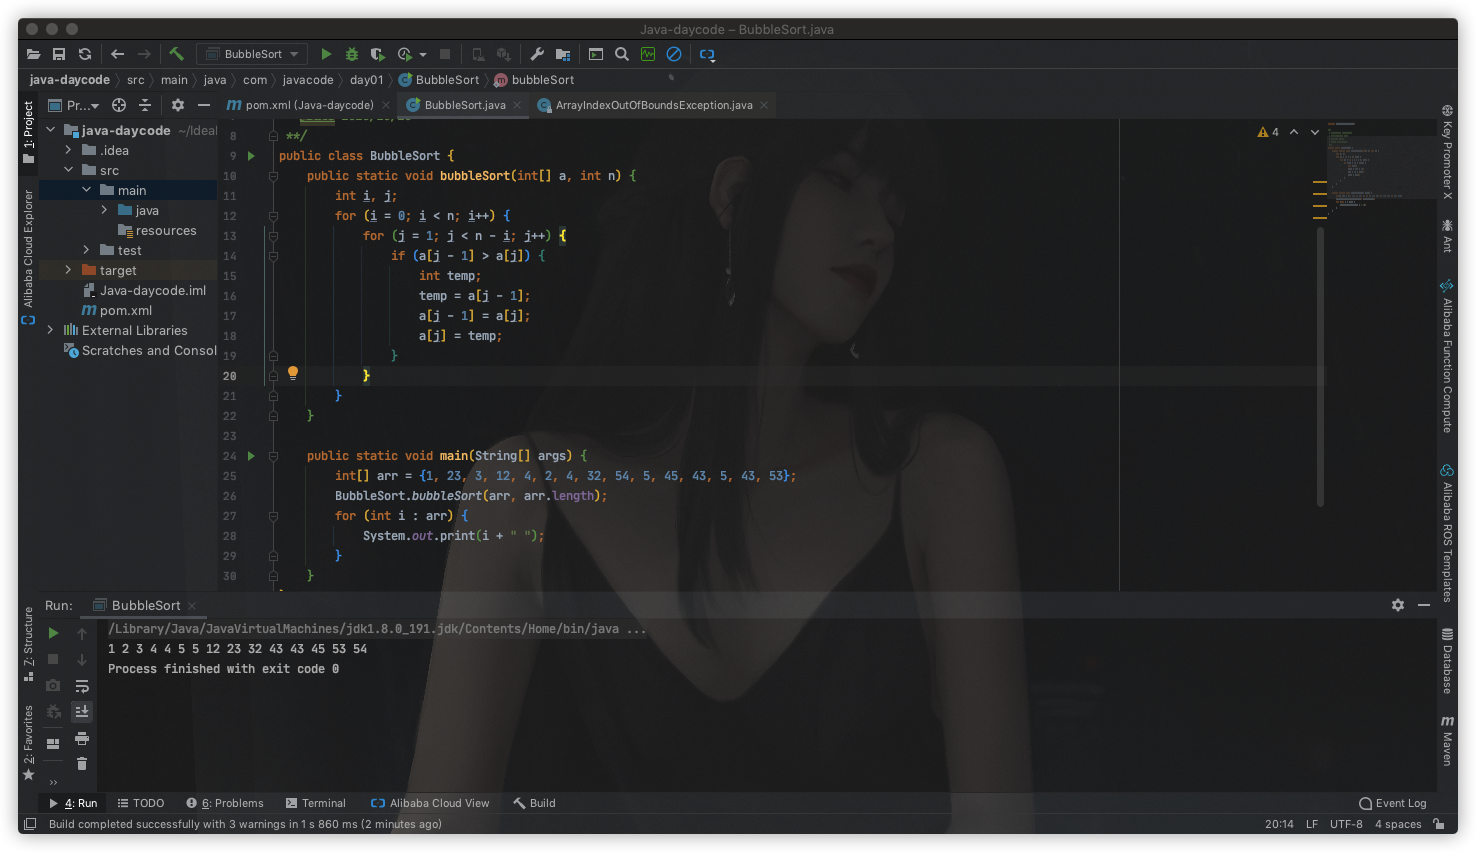 Java-daycode – BubbleSort.java
BubbleSort
java-daycode src main java com javacode day01 BubbleSort m bubbleSort
Pr... m pom.xml (Java-daycode) BubbleSort.java ArrayIndexOutOfBoundsException.java
1: Project
Alibaba Cloud Explorer
7: Structure
2: Favorites
java-daycode ~/Ideal
.idea
src
main
java
resources
test
target
Java-daycode.iml
m pom.xml
External Libraries
Scratches and Consol
4
8 **/
9 public class BubbleSort {
10 public static void bubbleSort(int[] a, int n) {
11 int i, j;
12 for (i = 0; i < n; i++) {
13 for (j = 1; j < n - i; j++) {
14 if (a[j - 1] > a[j]) {
15 int temp;
16 temp = a[j - 1];
17 a[j - 1] = a[j];
18 a[j] = temp;
19 }
20 }
21 }
22 }
23
24 public static void main(String[] args) {
25 int[] arr = {1, 23, 3, 12, 4, 2, 4, 32, 54, 5, 45, 43, 5, 43, 53};
26 BubbleSort.bubbleSort(arr, arr.length);
27 for (int i : arr) {
28 System.out.print(i + " ");
29 }
30 }
Key Promoter X
Ant
Alibaba Function Compute
Alibaba ROS Templates
Database
m Maven
Run: BubbleSort
/Library/Java/JavaVirtualMachines/jdk1.8.0_191.jdk/Contents/Home/bin/java ...
1 2 3 4 4 5 5 12 23 32 43 43 45 53 54
Process finished with exit code 0
4: Run TODO 6: Problems Terminal Alibaba Cloud View Build Event Log
Build completed successfully with 3 warnings in 1 s 860 ms (2 minutes ago) 20:14 LF UTF-8 4 spaces